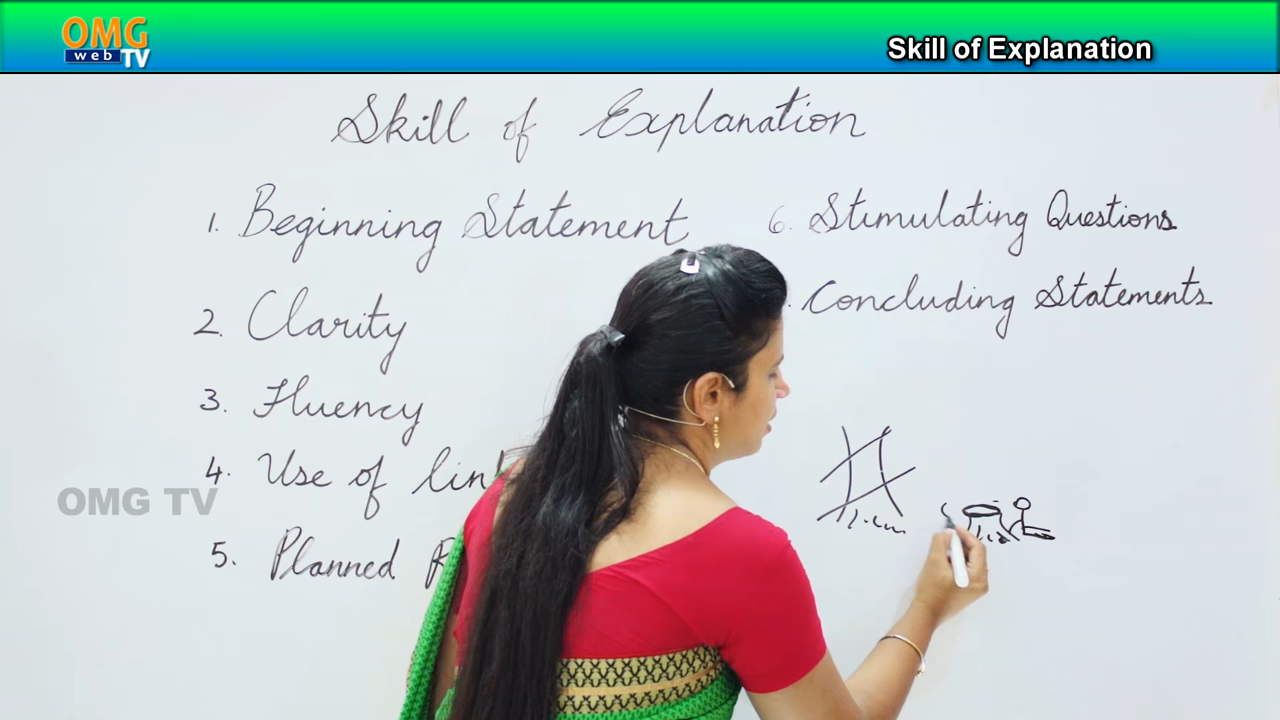 OMG
web TV
Skill of Explanation
Skill of Explanation
1. Beginning Statement
2. Clarity
3. Fluency
4. Use of
5. Planned
6. Stimulating Questions
Concluding Statements
OMG TV